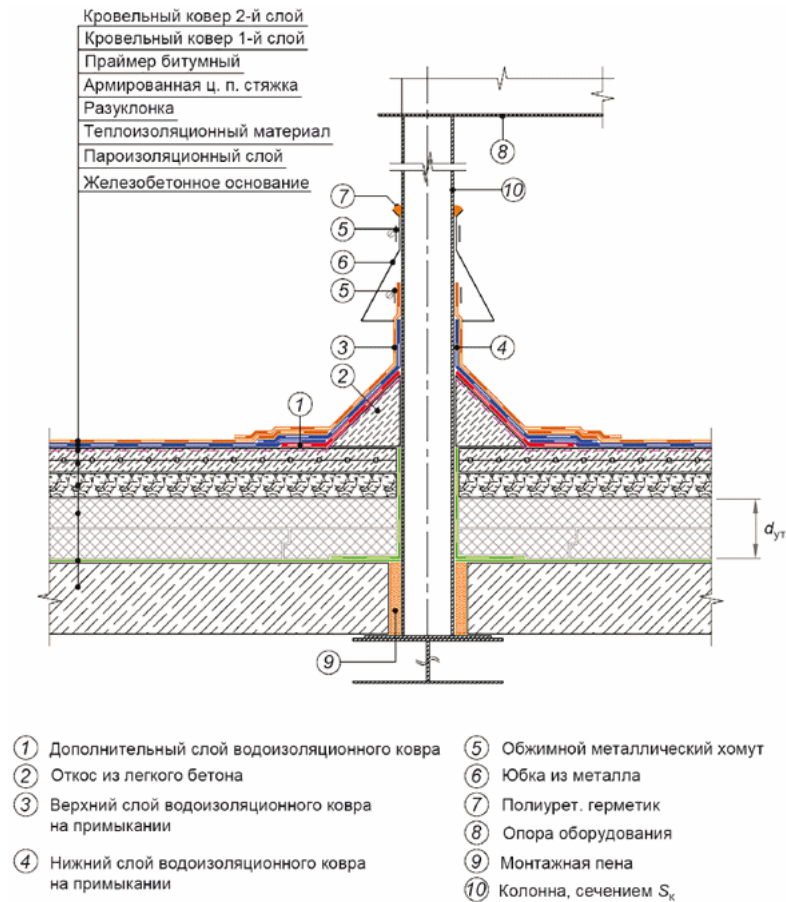 Кровельный ковер 2-й слой
Кровельный ковер 1-й слой
Праймер битумный
Армированная ц. п. стяжка
Разуклонка
Теплоизоляционный материал
Пароизоляционный слой
Железобетонное основание
8
7
10
5
6
5
3
4
2
1
dут
9
1 Дополнительный слой водоизоляционного ковра
2 Откос из легкого бетона
3 Верхний слой водоизоляционного ковра
на примыкании
4 Нижний слой водоизоляционного ковра
на примыкании
5 Обжимной металлический хомут
6 Юбка из металла
7 Полиурет. герметик
8 Опора оборудования
9 Монтажная пена
10 Колонна, сечением Sк